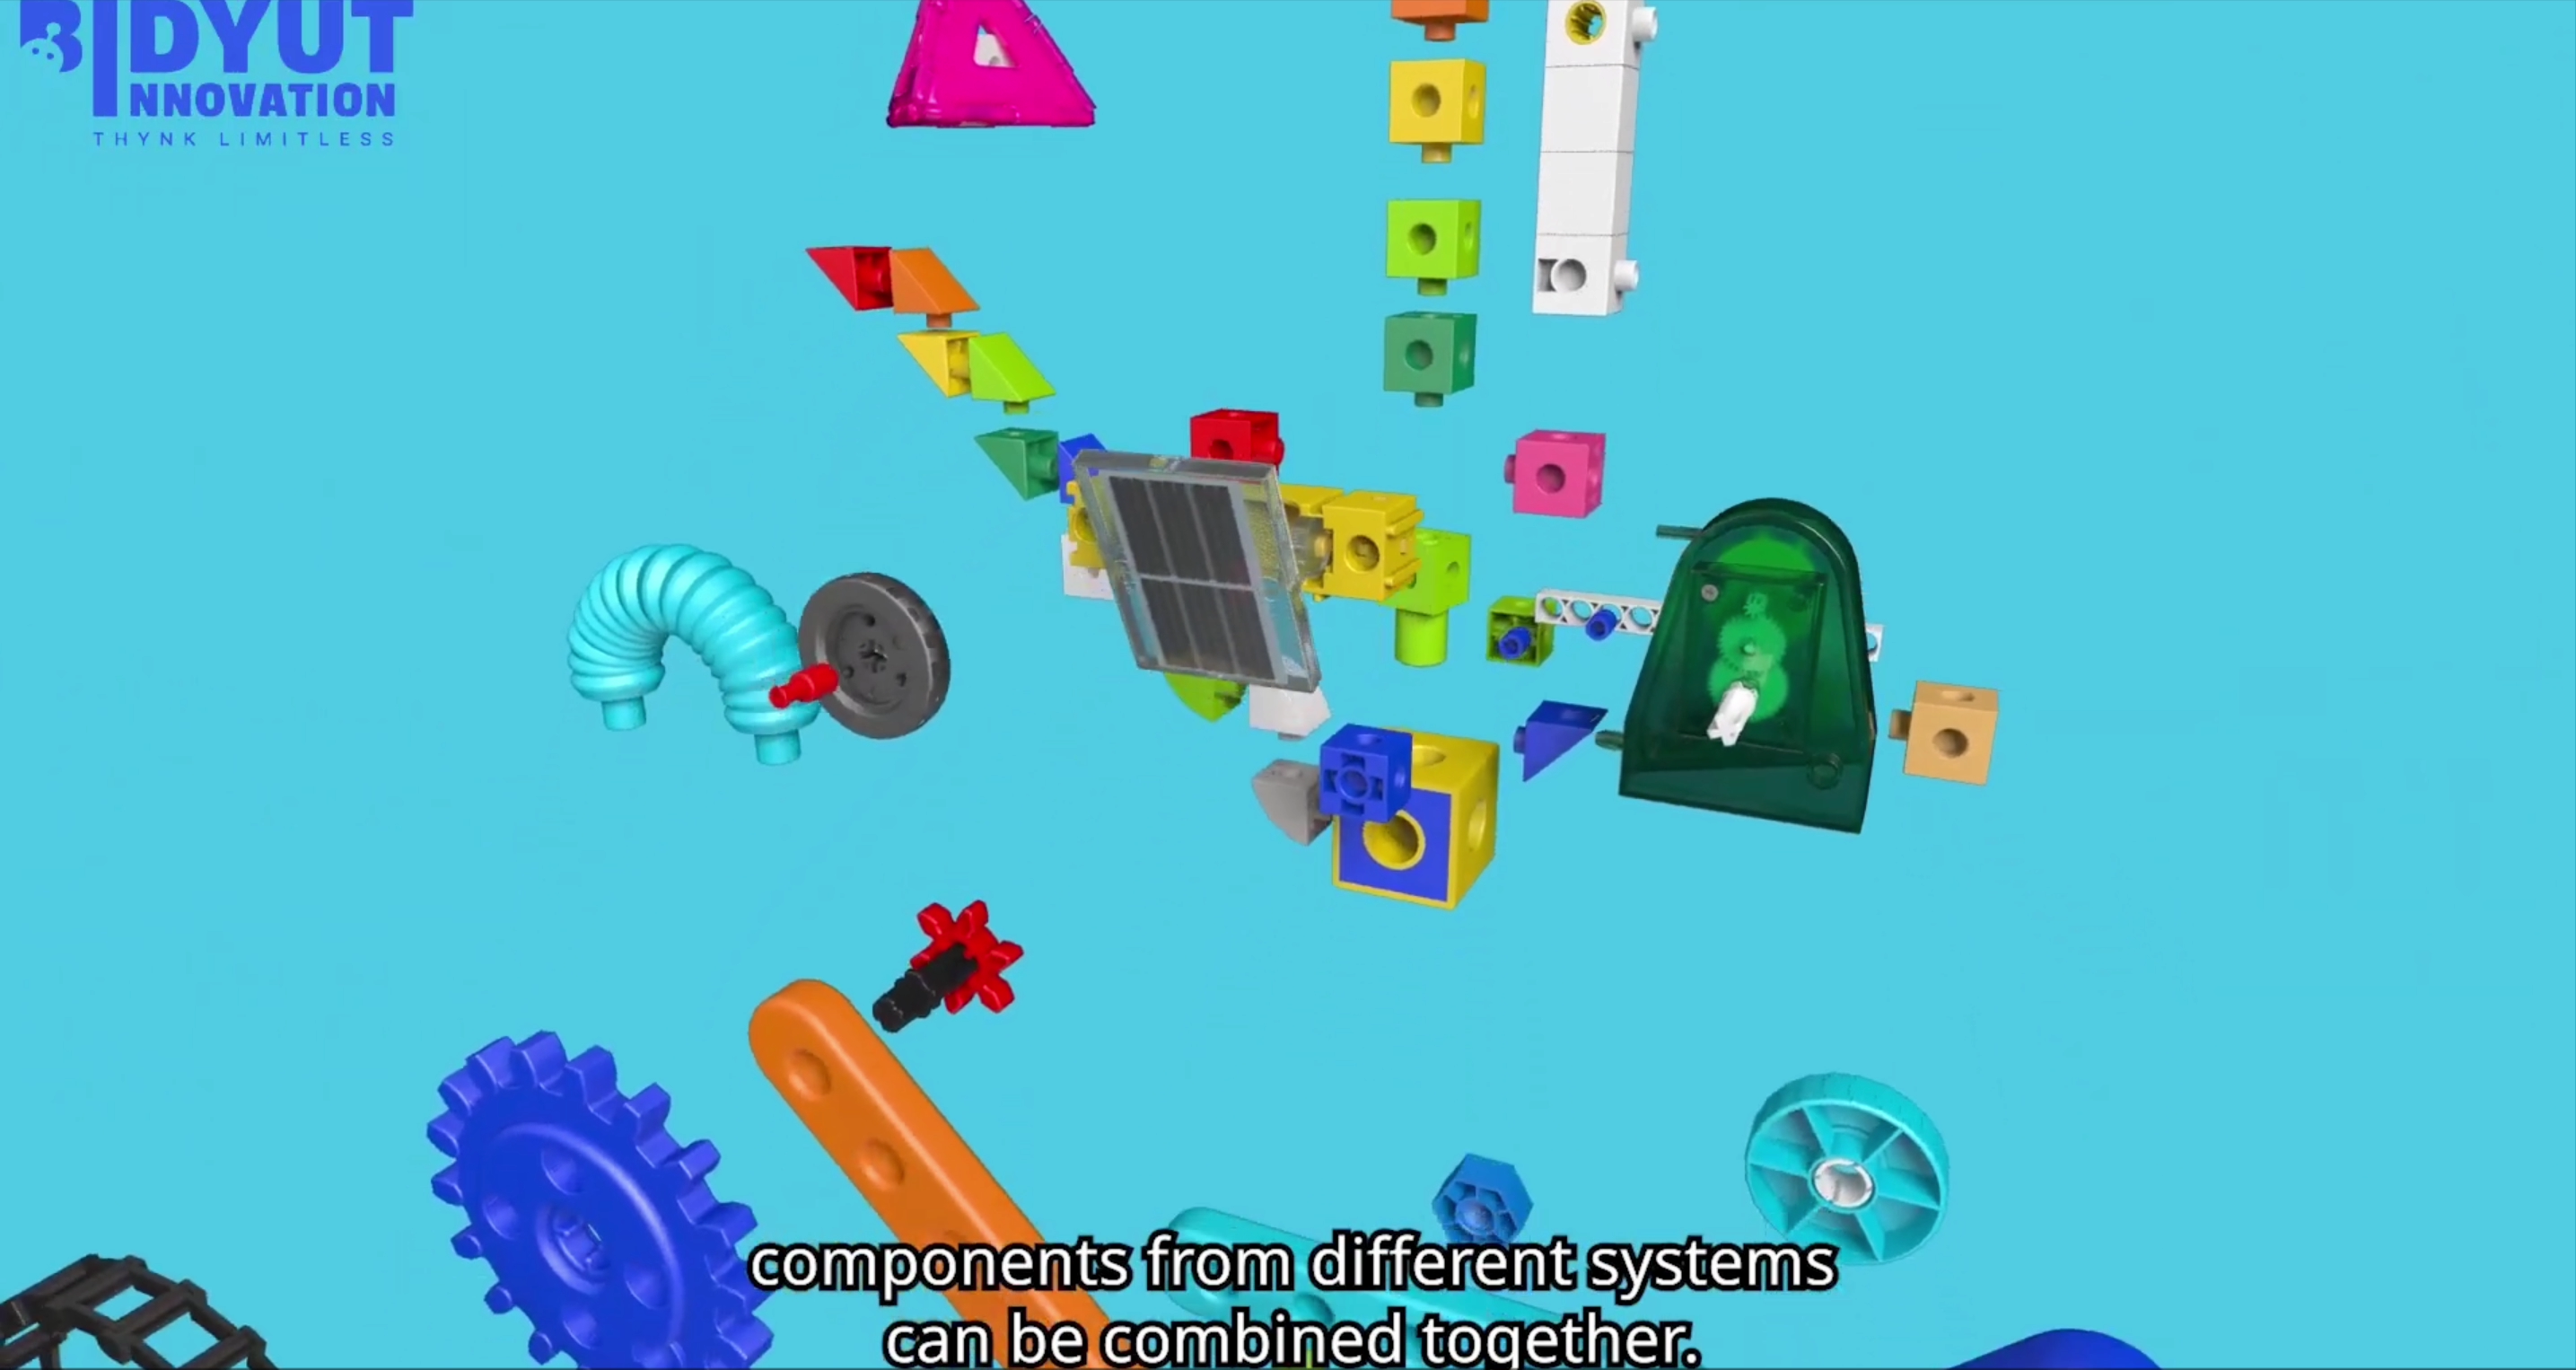 BIDYUT
INNOVATION
THYNK LIMITLESS
components from different systems
can be combined together.